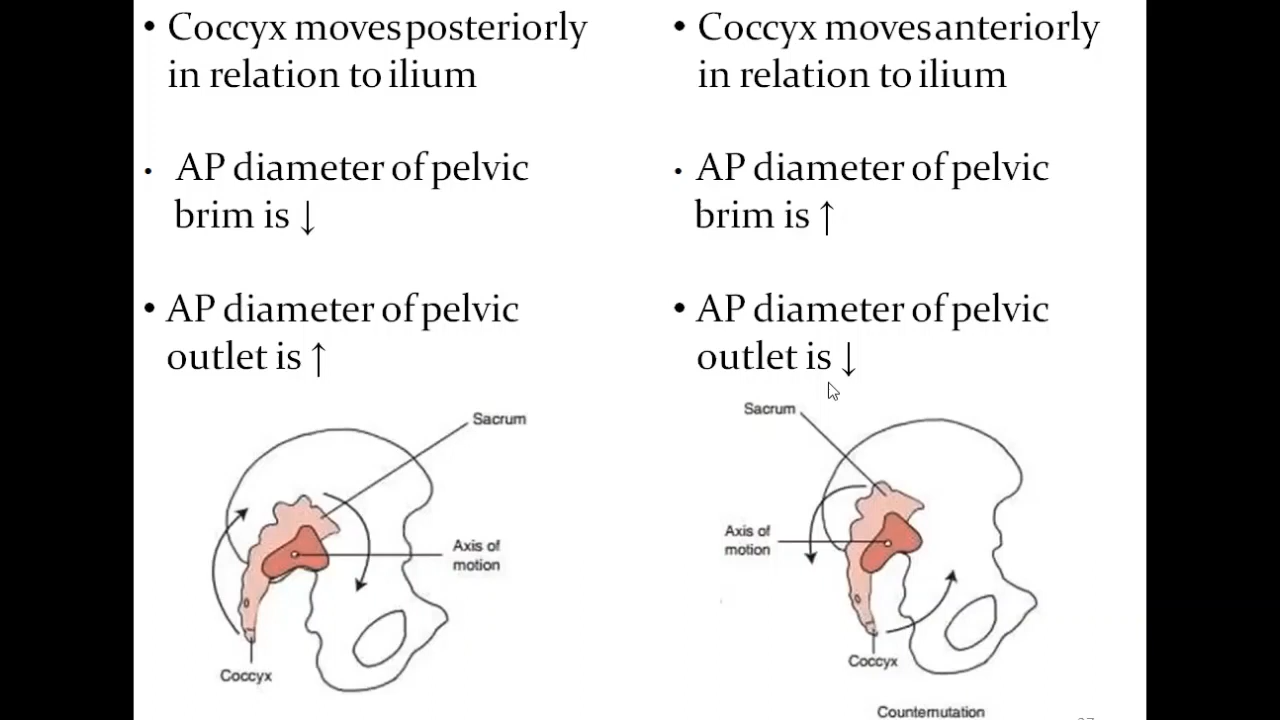 • Coccyx moves posteriorly
in relation to ilium
• AP diameter of pelvic
brim is ↓
• AP diameter of pelvic
outlet is ↑
Sacrum
Axis of
motion
Coccyx
• Coccyx moves anteriorly
in relation to ilium
• AP diameter of pelvic
brim is ↑
• AP diameter of pelvic
outlet is ↓
Sacrum
Axis of
motion
Coccyx
Counternutation